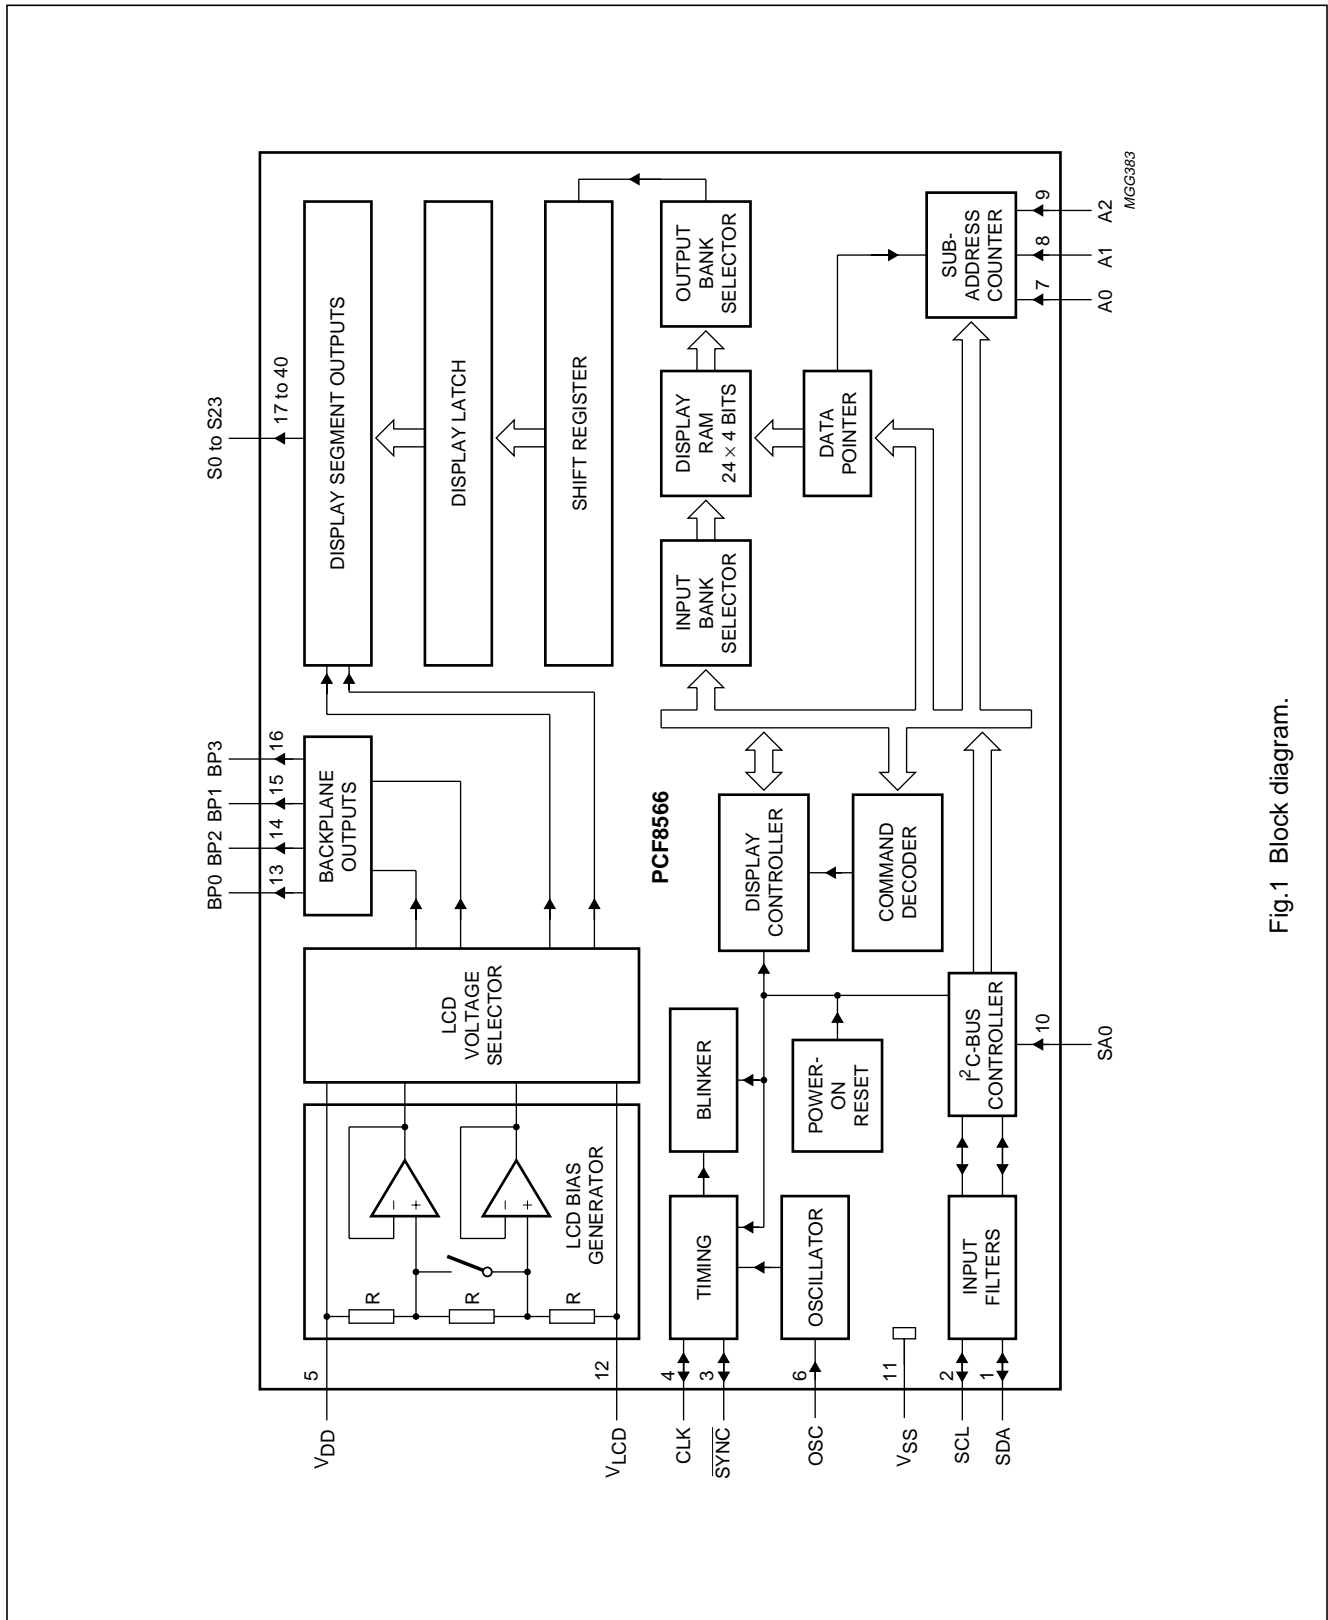 S0 to S23
17 to 40
BP0 BP2 BP1 BP3
13 14 15 16
BACKPLANE
OUTPUTS
DISPLAY SEGMENT OUTPUTS
DISPLAY LATCH
SHIFT REGISTER
LCD
VOLTAGE
SELECTOR
VDD
5
R
R
R
-
+
-
+
LCD BIAS
GENERATOR
VLCD
12
PCF8566
INPUT
BANK
SELECTOR
DISPLAY
RAM
24 × 4 BITS
OUTPUT
BANK
SELECTOR
CLK
4
SYNC
3
TIMING
BLINKER
DISPLAY
CONTROLLER
DATA
POINTER
OSC
6
OSCILLATOR
POWER-
ON
RESET
COMMAND
DECODER
VSS
11
SUB-
ADDRESS
COUNTER
SCL
2
SDA
1
INPUT
FILTERS
I2C-BUS
CONTROLLER
10
SA0
7 8 9
A0 A1 A2
MGG383
Fig.1 Block diagram.